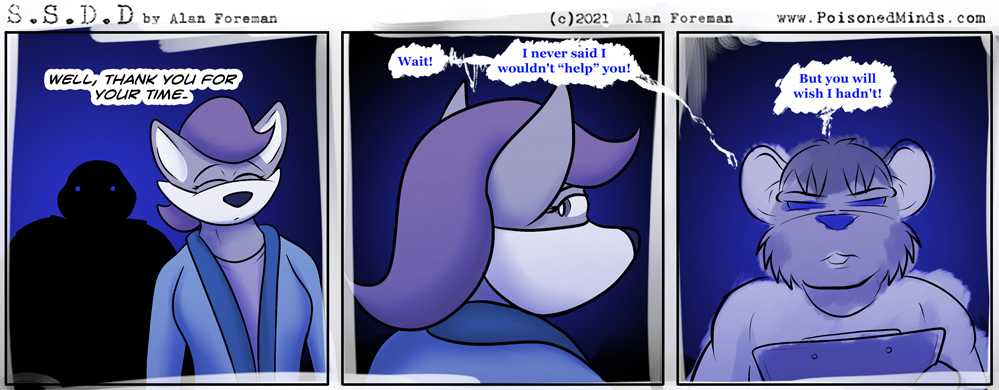 S.S.D.D by Alan Foreman
(c)2021 Alan Foreman
www.PoisonedMinds.com
WELL, THANK YOU FOR
YOUR TIME.
Wait!
I never said I
wouldn't "help" you!
But you will
wish I hadn't!